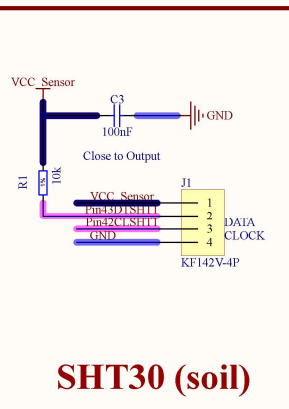 VCC_Sensor
C3
GND
100nF
Close to Output
R1
10k
J1
VCC_Sensor
1
Pin43DTSHT1
2
Pin42CLSHT1
3
DATA
GND
4
CLOCK
KF142V-4P
SHT30 (soil)